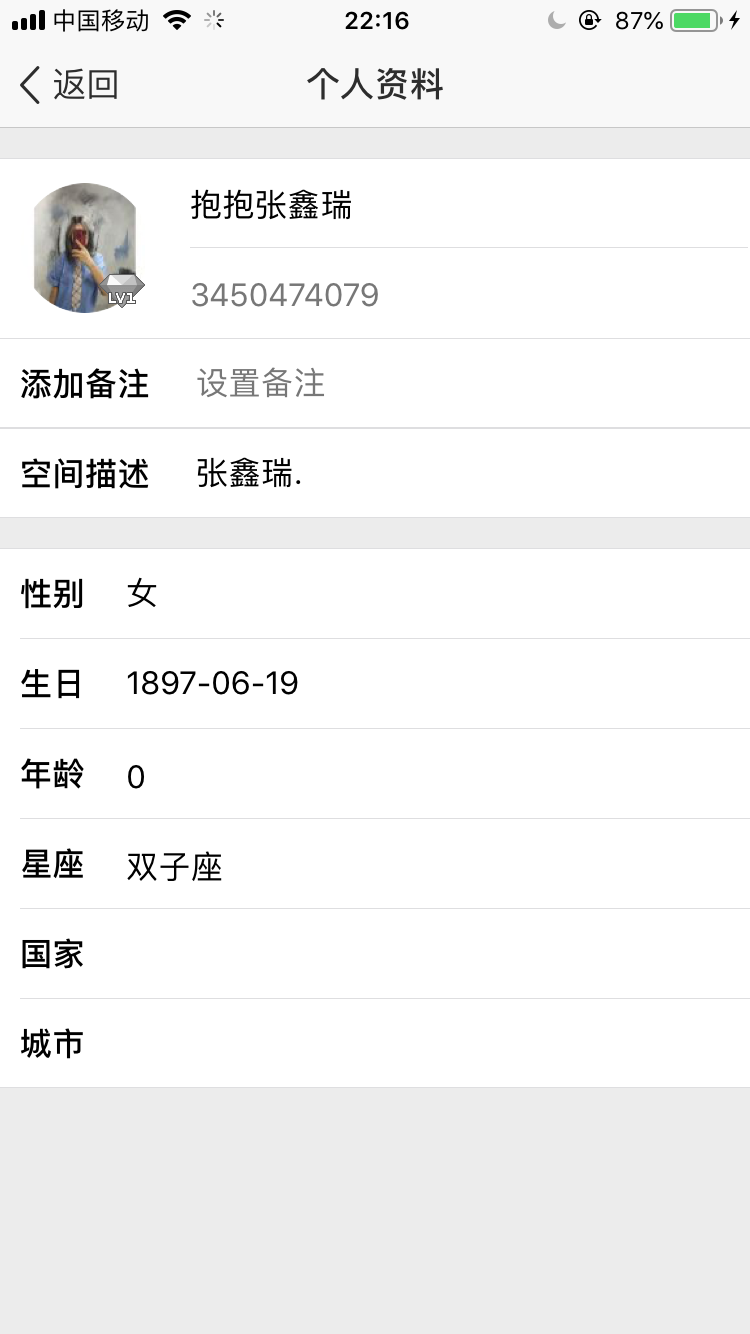 中国移动 22:16 87%
返回 个人资料
抱抱张鑫瑞
LV1
3450474079
添加备注 设置备注
空间描述 张鑫瑞.
性别 女
生日 1897-06-19
年龄 0
星座 双子座
国家
城市